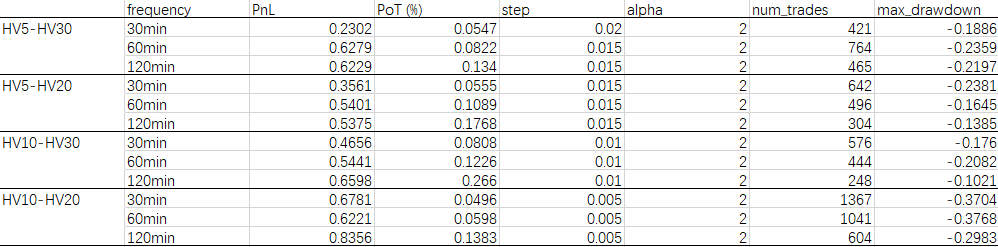 frequency PnL PoT (%) step alpha num_trades max_drawdown
HV5-HV30 30min 0.2302 0.0547 0.02 2 421 -0.1886
60min 0.6279 0.0822 0.015 2 764 -0.2359
120min 0.6229 0.134 0.015 2 465 -0.2197
HV5-HV20 30min 0.3561 0.0555 0.015 2 642 -0.2381
60min 0.5401 0.1089 0.015 2 496 -0.1645
120min 0.5375 0.1768 0.015 2 304 -0.1385
HV10-HV30 30min 0.4656 0.0808 0.01 2 576 -0.176
60min 0.5441 0.1226 0.01 2 444 -0.2082
120min 0.6598 0.266 0.01 2 248 -0.1021
HV10-HV20 30min 0.6781 0.0496 0.005 2 1367 -0.3704
60min 0.6221 0.0598 0.005 2 1041 -0.3768
120min 0.8356 0.1383 0.005 2 604 -0.2983